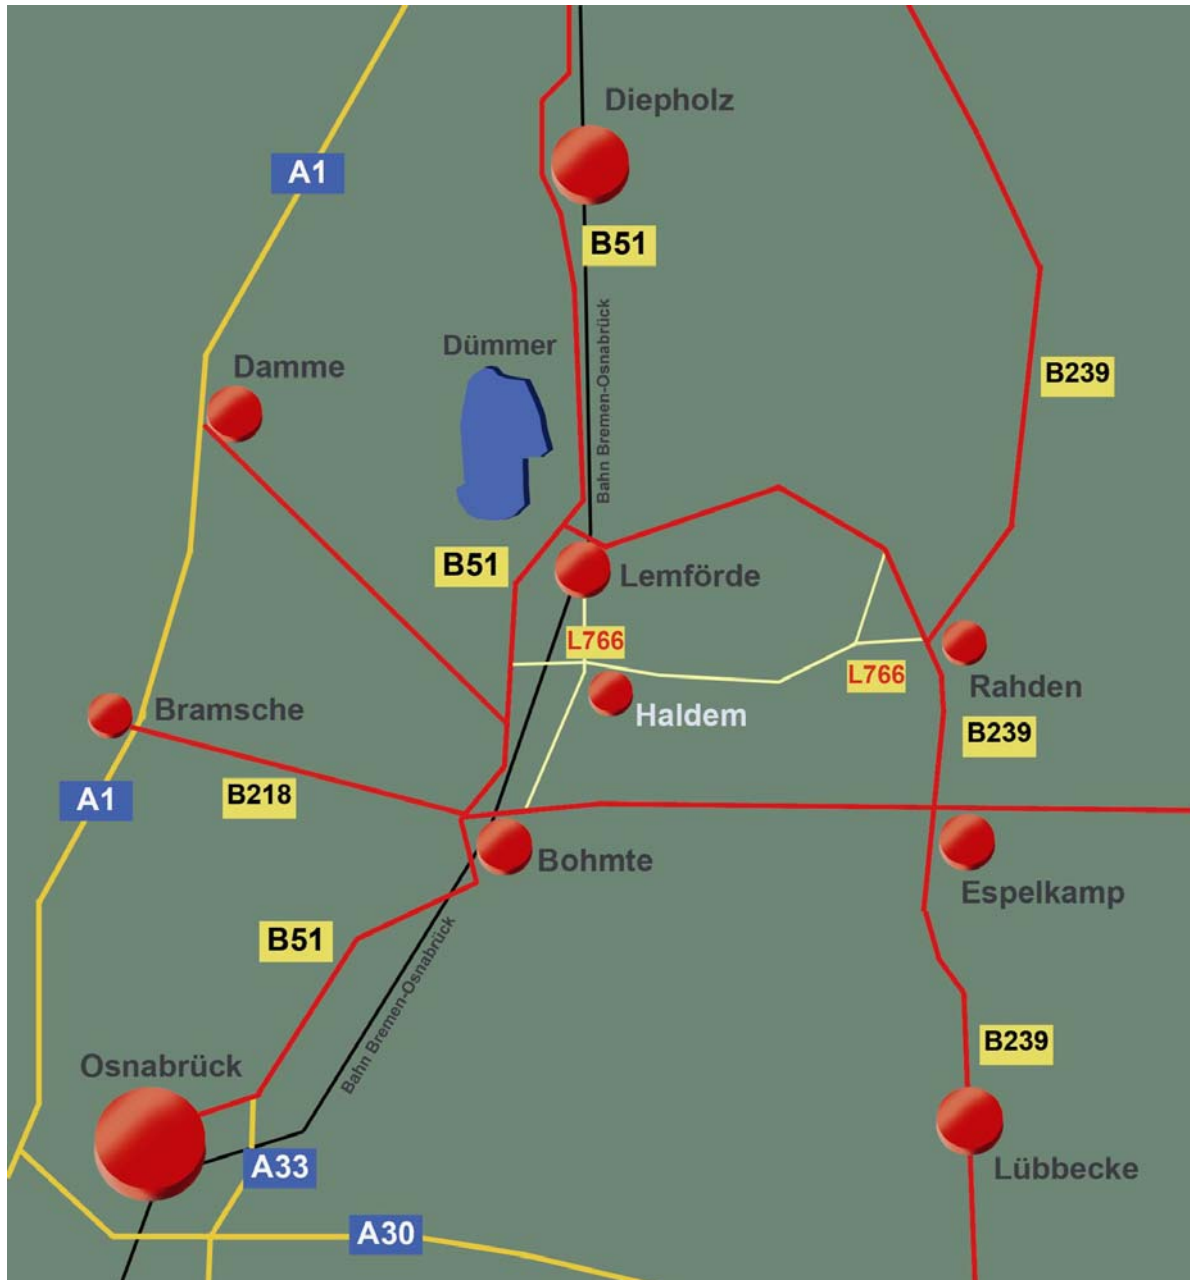 Diepholz
A1
B51
Bahn Bremen-Osnabrück
Dümmer
Damme
B239
B51
Lemförde
L766
L766
Rahden
Haldem
Bramsche
B239
A1
B218
Bohmte
Espelkamp
B51
Bahn Bremen-Osnabrück
B239
Osnabrück
A33
Lübbecke
A30